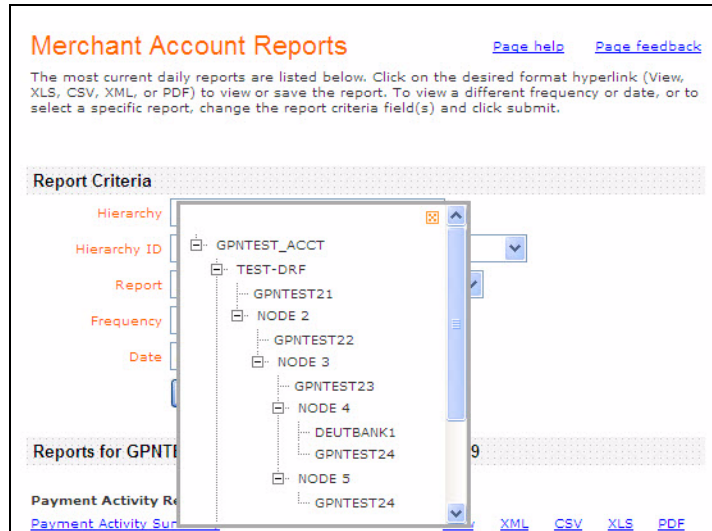 Merchant Account Reports Page help Page feedback
The most current daily reports are listed below. Click on the desired format hyperlink (View,
XLS, CSV, XML, or PDF) to view or save the report. To view a different frequency or date, or to
select a specific report, change the report criteria field(s) and click submit.
Report Criteria
Hierarchy
Hierarchy ID
Report
Frequency
Date
GPNTEST_ACCT
TEST-DRF
GPNTEST21
NODE 2
GPNTEST22
NODE 3
GPNTEST23
NODE 4
DEUTBANK1
GPNTEST24
NODE 5
GPNTEST24
Reports for GPNT 9
Payment Activity Re
Payment Activity Sum XML CSV XLS PDF